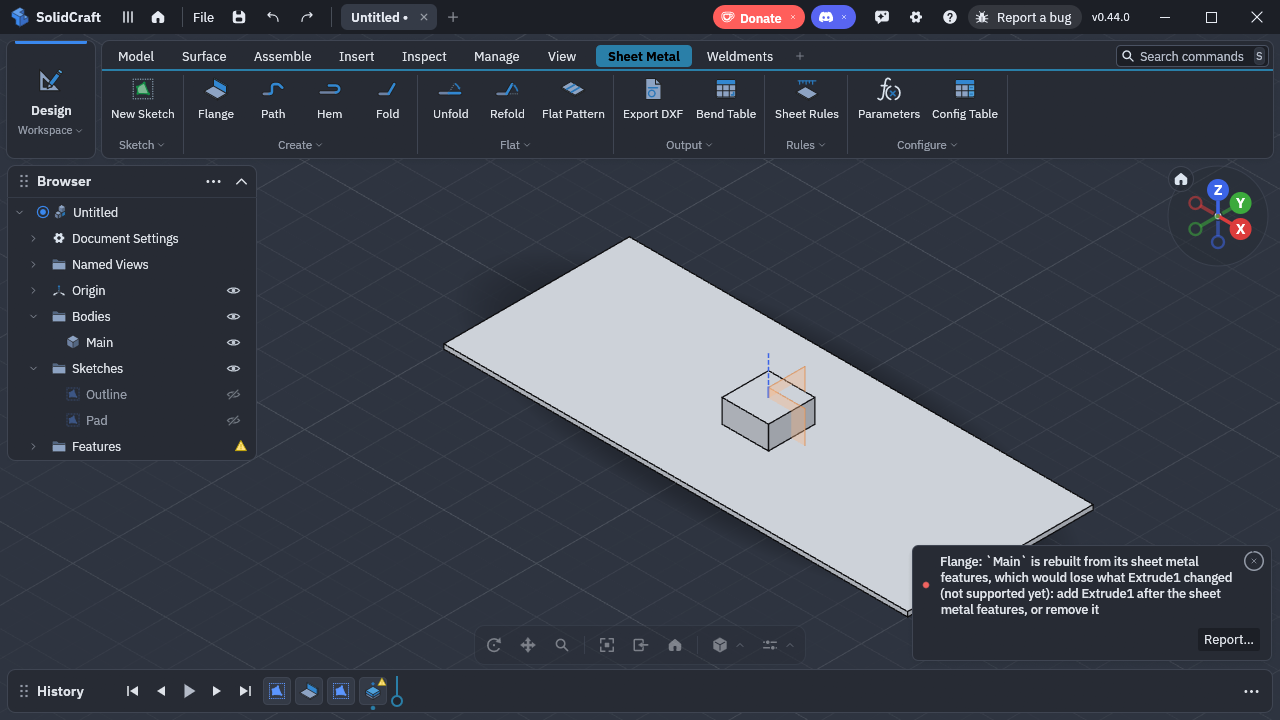 SolidCraft
File
Untitled •
Donate
Report a bug
v0.44.0
Design
Workspace
Model
Surface
Assemble
Insert
Inspect
Manage
View
Sheet Metal
Weldments
Search commands
S
New Sketch
Flange
Path
Hem
Fold
Unfold
Refold
Flat Pattern
Export DXF
Bend Table
Sheet Rules
Parameters
Config Table
Sketch
Create
Flat
Output
Rules
Configure
Browser
Untitled
Document Settings
Named Views
Origin
Bodies
Main
Sketches
Outline
Pad
Features
Z
Y
X
Flange: `Main` is rebuilt from its sheet metal
features, which would lose what Extrude1 changed
(not supported yet): add Extrude1 after the sheet
metal features, or remove it
Report...
History